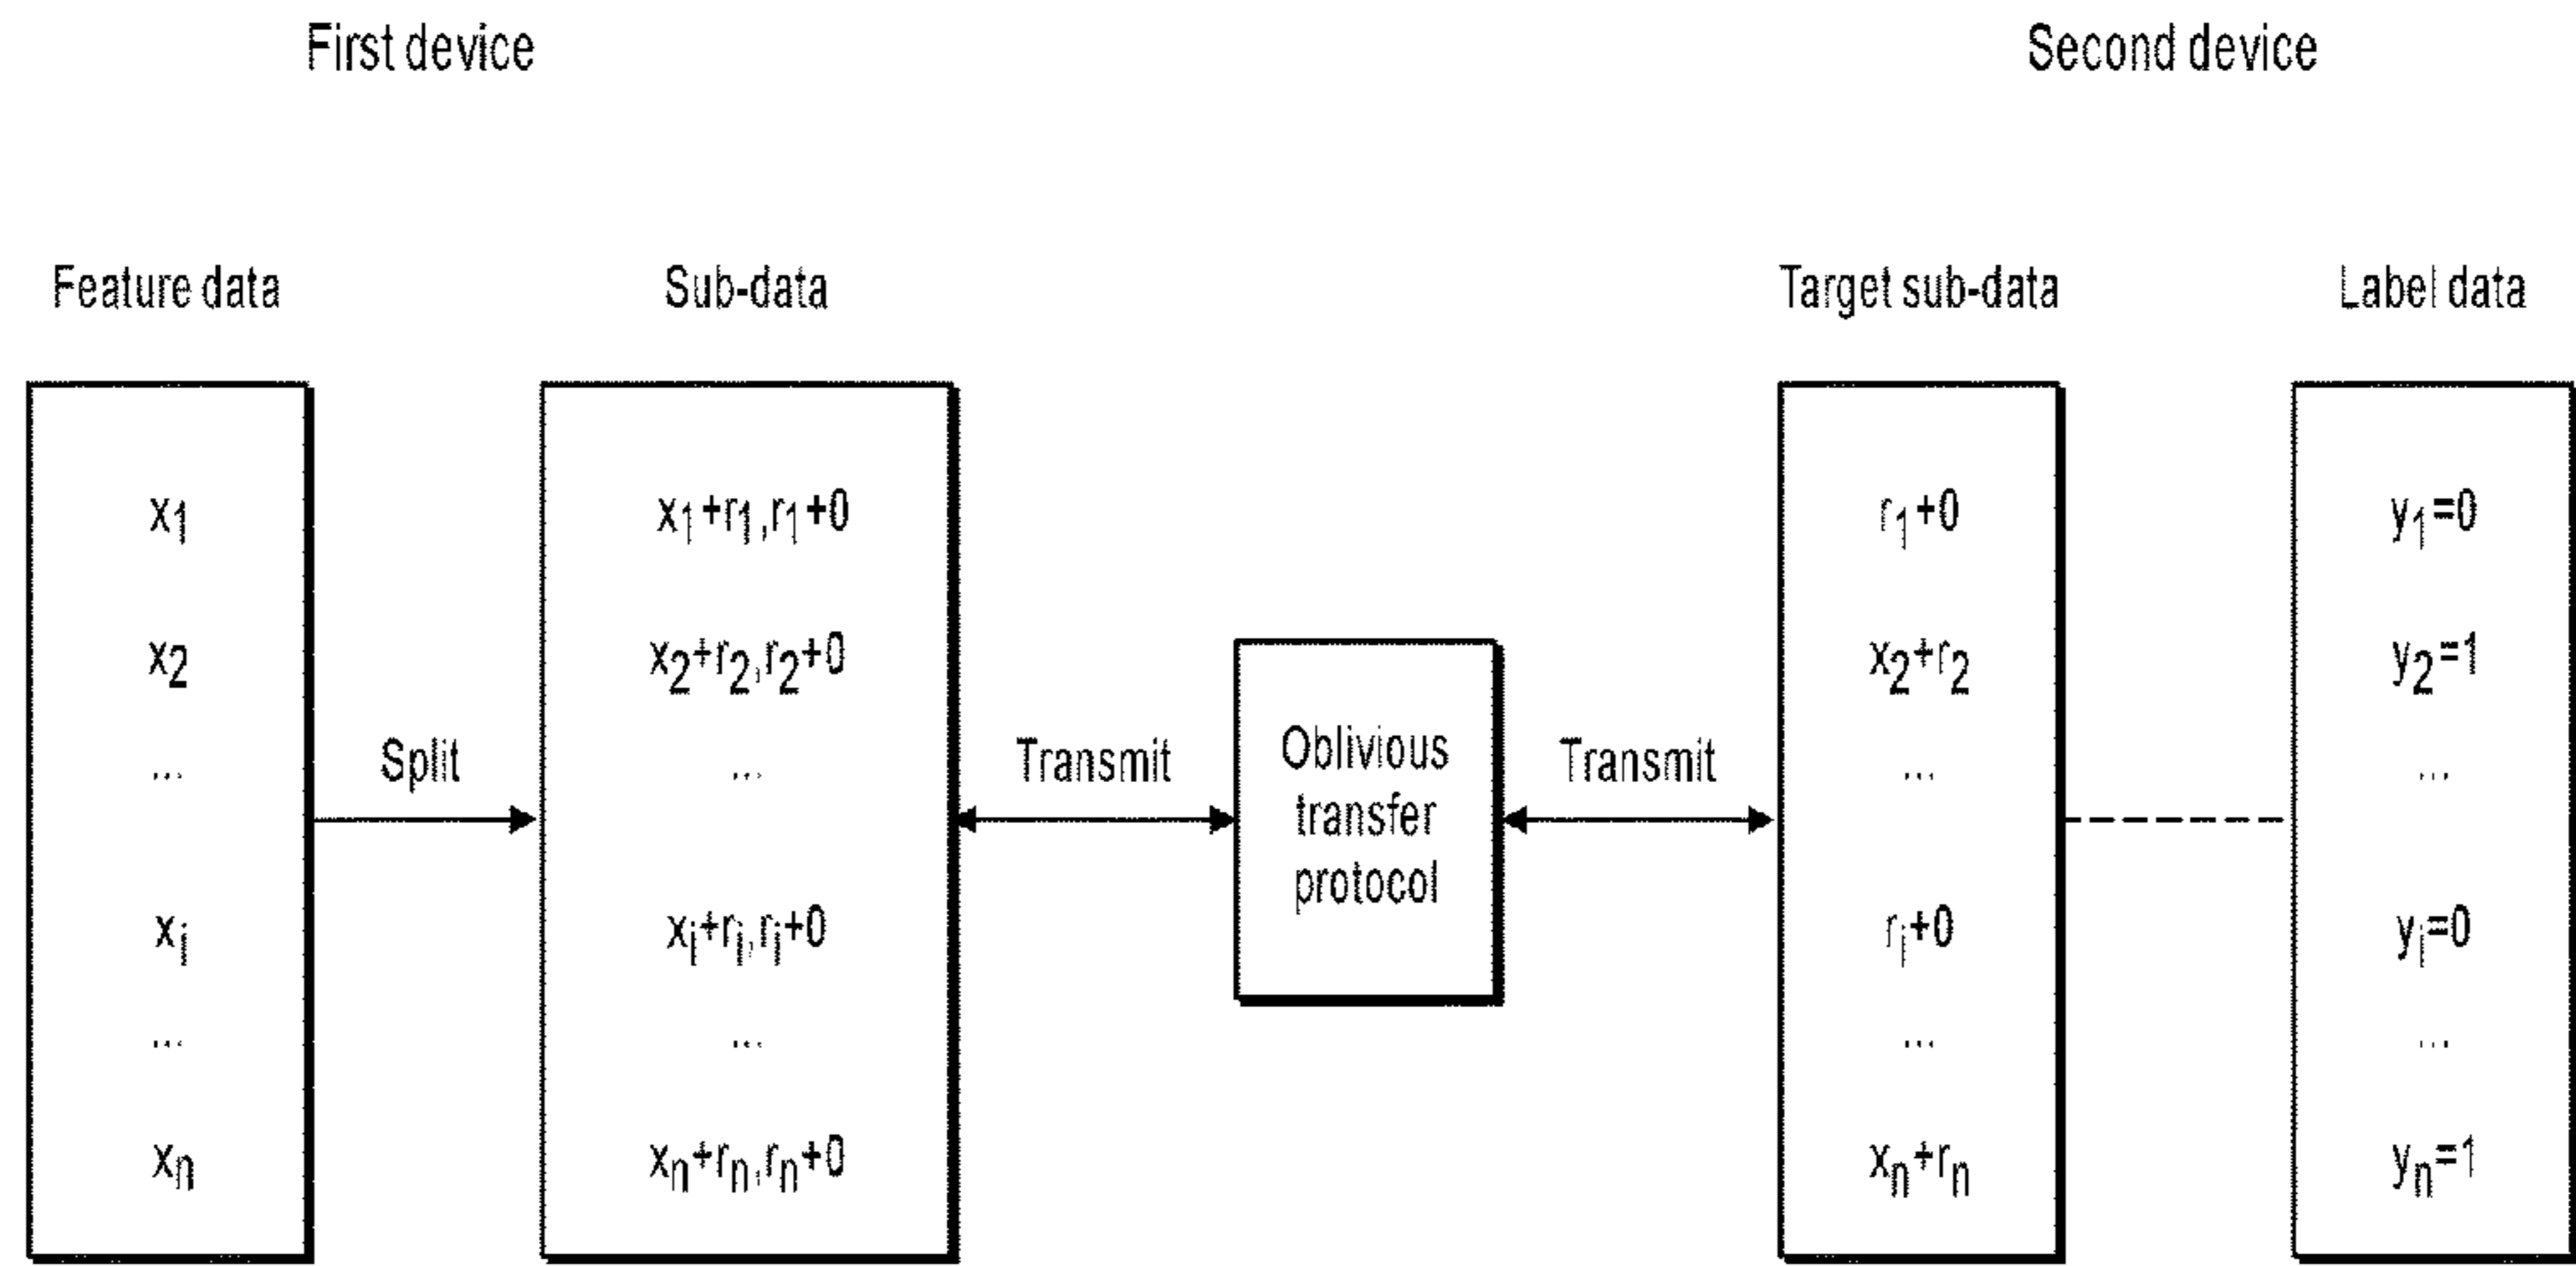 First device
Second device
Feature data
Sub-data
Target sub-data
Label data
x₁
x₂
...
xᵢ
...
xₙ
Split
x₁+r₁,r₁+0
x₂+r₂,r₂+0
...
xᵢ+rᵢ,rᵢ+0
...
xₙ+rₙ,rₙ+0
Transmit
Oblivious
transfer
protocol
Transmit
r₁+0
x₂+r₂
...
rᵢ+0
...
xₙ+rₙ
y₁=0
y₂=1
...
yᵢ=0
...
yₙ=1